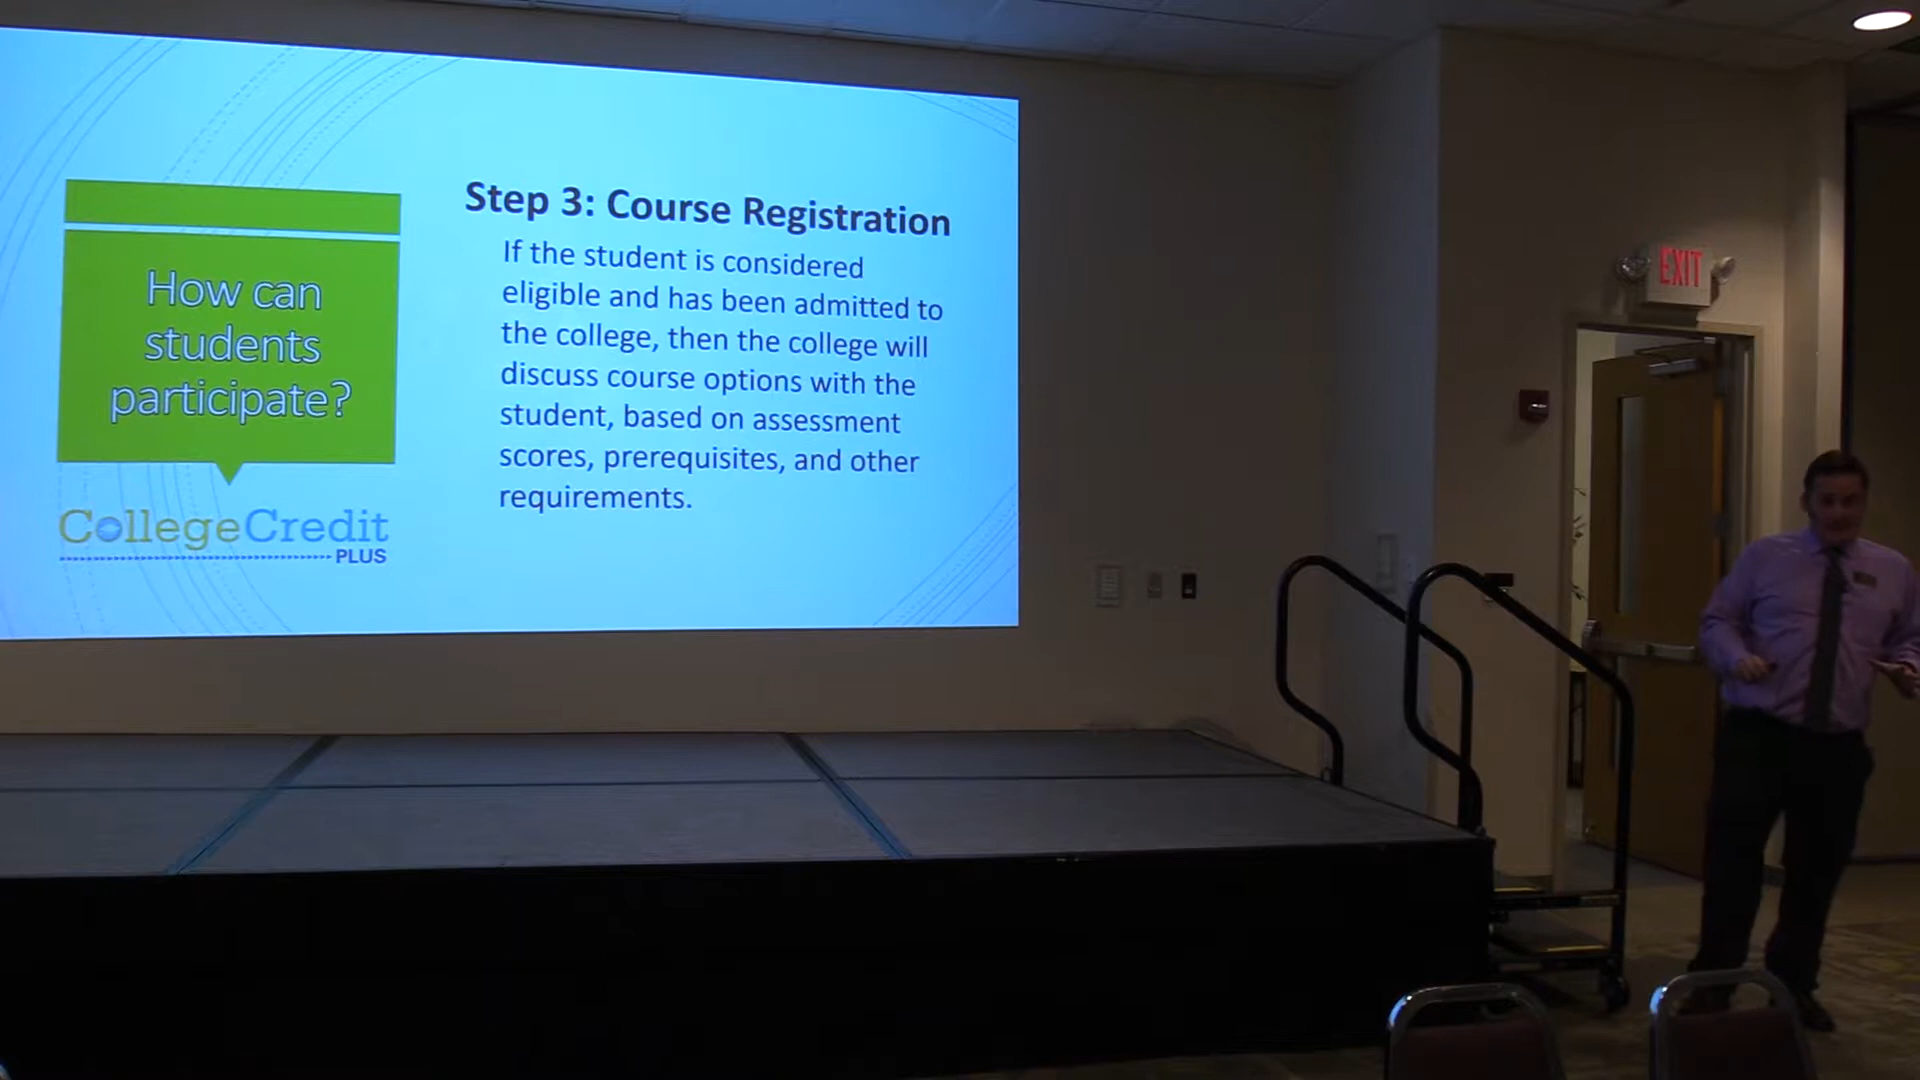 How can
students
participate?
CollegeCredit
PLUS
Step 3: Course Registration
If the student is considered
eligible and has been admitted to
the college, then the college will
discuss course options with the
student, based on assessment
scores, prerequisites, and other
requirements.
EXIT